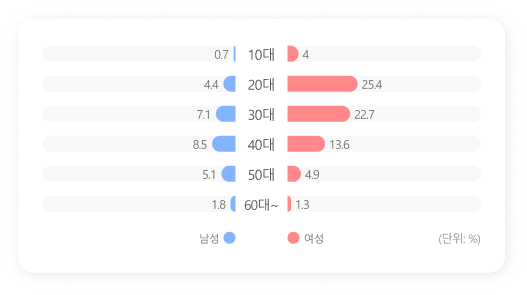 0.7 10대 4
4.4 20대 25.4
7.1 30대 22.7
8.5 40대 13.6
5.1 50대 4.9
1.8 60대~ 1.3
남성 여성 (단위: %)